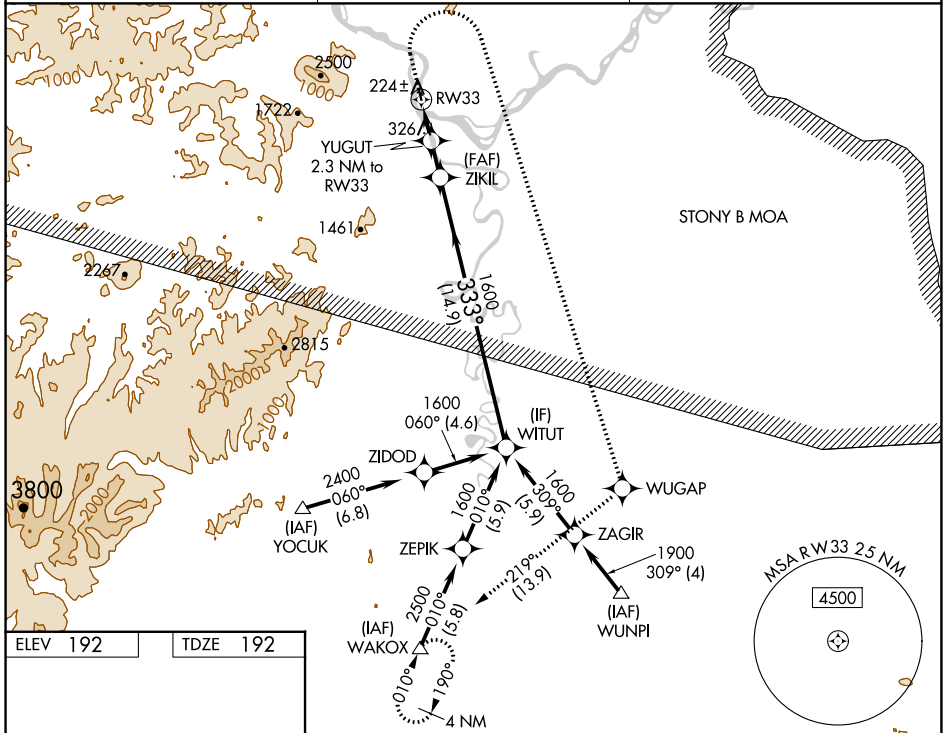 2500
1000
1000
1722
224±
RW33
326
YUGUT
2.3 NM to
RW33
(FAF)
ZIKIL
1461
STONY B MOA
2267
2815
2000
1000
1600
333°
(14.9)
1600
060° (4.6)
(IF)
WITUT
ZIDOD
2400
060°
(6.8)
(IAF)
YOCUK
3800
2000
1600
010°
(5.9)
1600
309°
(5.9)
WUGAP
ZEPIK
ZAGIR
219°
(13.9)
1900
309° (4)
(IAF)
WUNPI
2500
010°
(5.8)
(IAF)
WAKOX
010°
190°
4 NM
MSA RW33 25 NM
4500
ELEV 192
TDZE 192